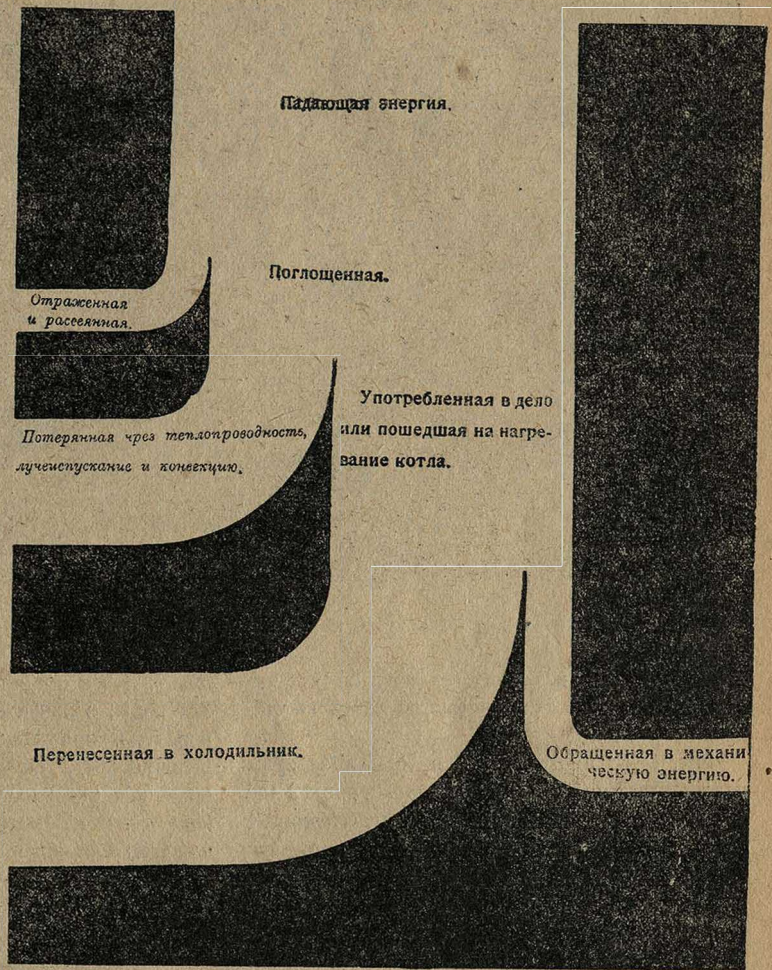 Падающая энергия.
Поглощенная.
Отраженная
и рассеянная.
Употребленная в дело
или пошедшая на нагре-
вание котла.
Потерянная чрез теплопроводность,
лучеиспускание и конвекцию.
Перенесенная в холодильник.
Обращенная в механи
ческую энергию.